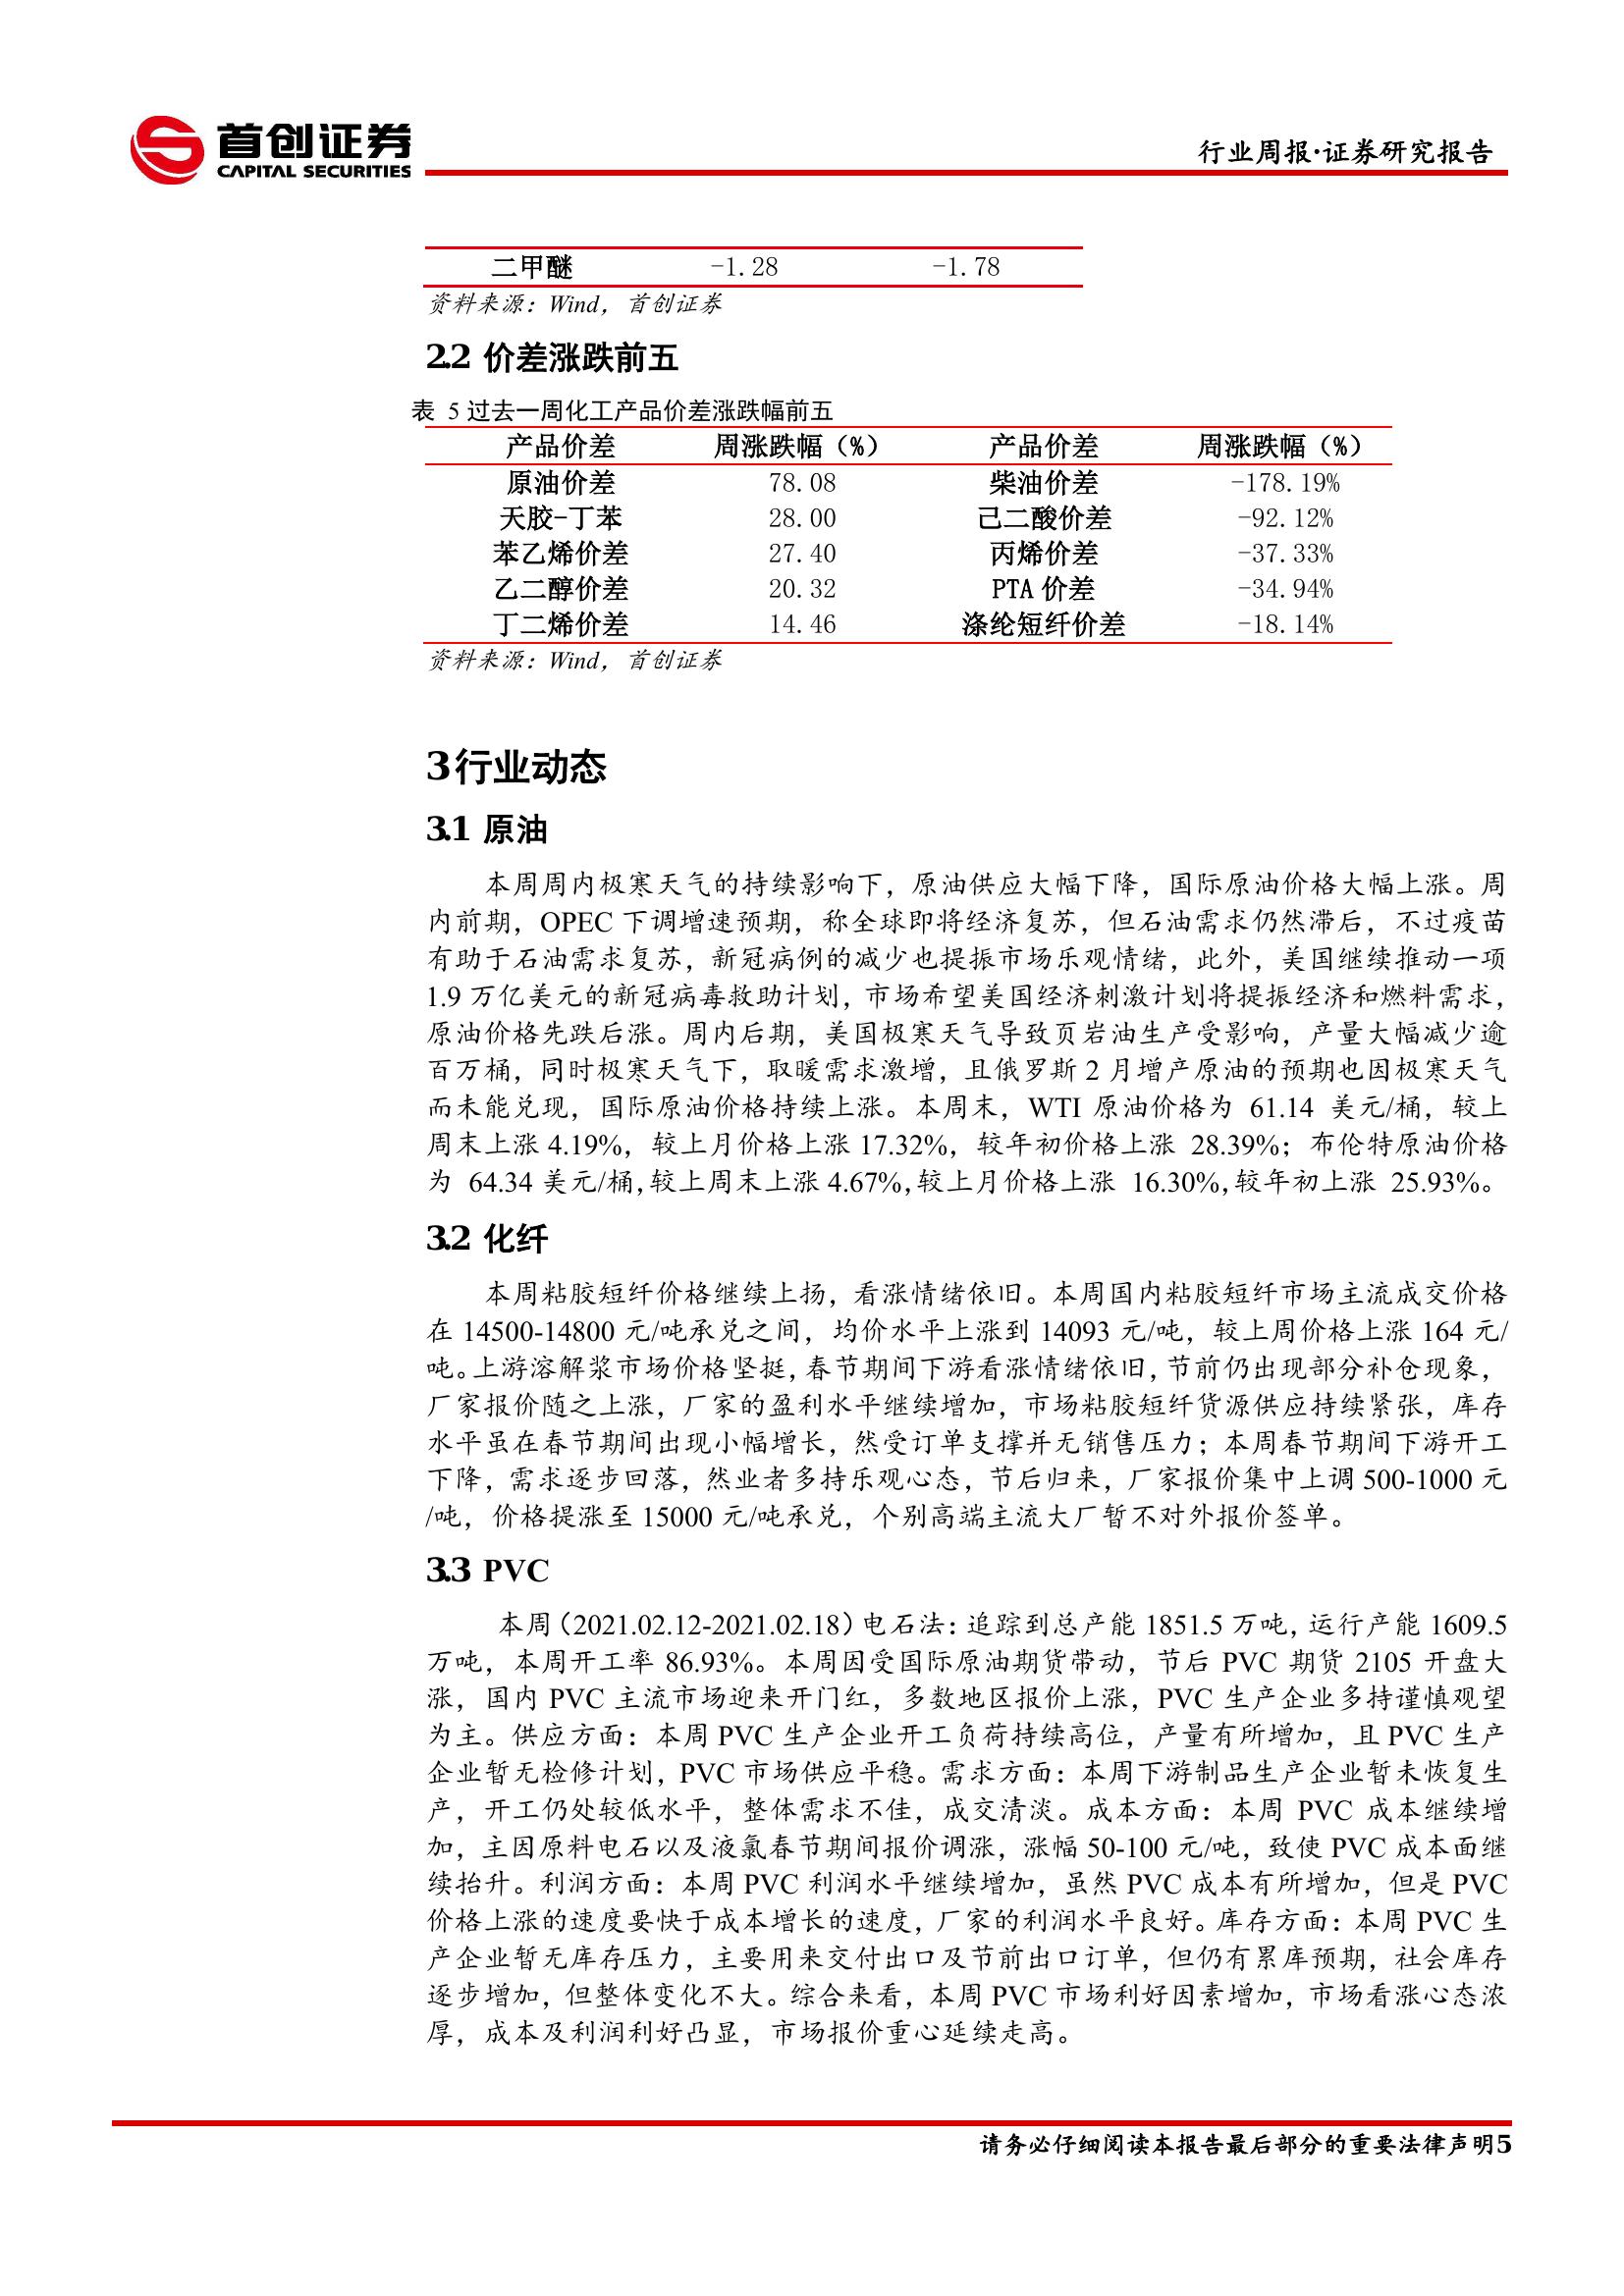 首创证券
CAPITAL SECURITIES
行业周报·证券研究报告
二甲醚 -1.28 -1.78
资料来源：Wind，首创证券
2.2 价差涨跌前五
表 5 过去一周化工产品价差涨跌幅前五
产品价差 周涨跌幅（%） 产品价差 周涨跌幅（%）
原油价差 78.08 柴油价差 -178.19%
天胶-丁苯 28.00 己二酸价差 -92.12%
苯乙烯价差 27.40 丙烯价差 -37.33%
乙二醇价差 20.32 PTA 价差 -34.94%
丁二烯价差 14.46 涤纶短纤价差 -18.14%
资料来源：Wind，首创证券
3 行业动态
3.1 原油
本周周内极寒天气的持续影响下，原油供应大幅下降，国际原油价格大幅上涨。周
内前期，OPEC 下调增速预期，称全球即将经济复苏，但石油需求仍然滞后，不过疫苗
有助于石油需求复苏，新冠病例的减少也提振市场乐观情绪，此外，美国继续推动一项
1.9 万亿美元的新冠病毒救助计划，市场希望美国经济刺激计划将提振经济和燃料需求，
原油价格先跌后涨。周内后期，美国极寒天气导致页岩油生产受影响，产量大幅减少逾
百万桶，同时极寒天气下，取暖需求激增，且俄罗斯 2 月增产原油的预期也因极寒天气
而未能兑现，国际原油价格持续上涨。本周末，WTI 原油价格为 61.14 美元/桶，较上
周末上涨 4.19%，较上月价格上涨 17.32%，较年初价格上涨 28.39%；布伦特原油价格
为 64.34 美元/桶,较上周末上涨 4.67%,较上月价格上涨 16.30%,较年初上涨 25.93%。
3.2 化纤
本周粘胶短纤价格继续上扬，看涨情绪依旧。本周国内粘胶短纤市场主流成交价格
在 14500-14800 元/吨承兑之间，均价水平上涨到 14093 元/吨，较上周价格上涨 164 元/
吨。上游溶解浆市场价格坚挺，春节期间下游看涨情绪依旧，节前仍出现部分补仓现象，
厂家报价随之上涨，厂家的盈利水平继续增加，市场粘胶短纤货源供应持续紧张，库存
水平虽在春节期间出现小幅增长，然受订单支撑并无销售压力；本周春节期间下游开工
下降，需求逐步回落，然业者多持乐观心态，节后归来，厂家报价集中上调 500-1000 元
/吨，价格提涨至 15000 元/吨承兑，个别高端主流大厂暂不对外报价签单。
3.3 PVC
本周（2021.02.12-2021.02.18）电石法：追踪到总产能 1851.5 万吨，运行产能 1609.5
万吨，本周开工率 86.93%。本周因受国际原油期货带动，节后 PVC 期货 2105 开盘大
涨，国内 PVC 主流市场迎来开门红，多数地区报价上涨，PVC 生产企业多持谨慎观望
为主。供应方面：本周 PVC 生产企业开工负荷持续高位，产量有所增加，且 PVC 生产
企业暂无检修计划，PVC 市场供应平稳。需求方面：本周下游制品生产企业暂未恢复生
产，开工仍处较低水平，整体需求不佳，成交清淡。成本方面：本周 PVC 成本继续增
加，主因原料电石以及液氯春节期间报价调涨，涨幅 50-100 元/吨，致使 PVC 成本面继
续抬升。利润方面：本周 PVC 利润水平继续增加，虽然 PVC 成本有所增加，但是 PVC
价格上涨的速度要快于成本增长的速度，厂家的利润水平良好。库存方面：本周 PVC 生
产企业暂无库存压力，主要用来交付出口及节前出口订单，但仍有累库预期，社会库存
逐步增加，但整体变化不大。综合来看，本周 PVC 市场利好因素增加，市场看涨心态浓
厚，成本及利润利好凸显，市场报价重心延续走高。
请务必仔细阅读本报告最后部分的重要法律声明5